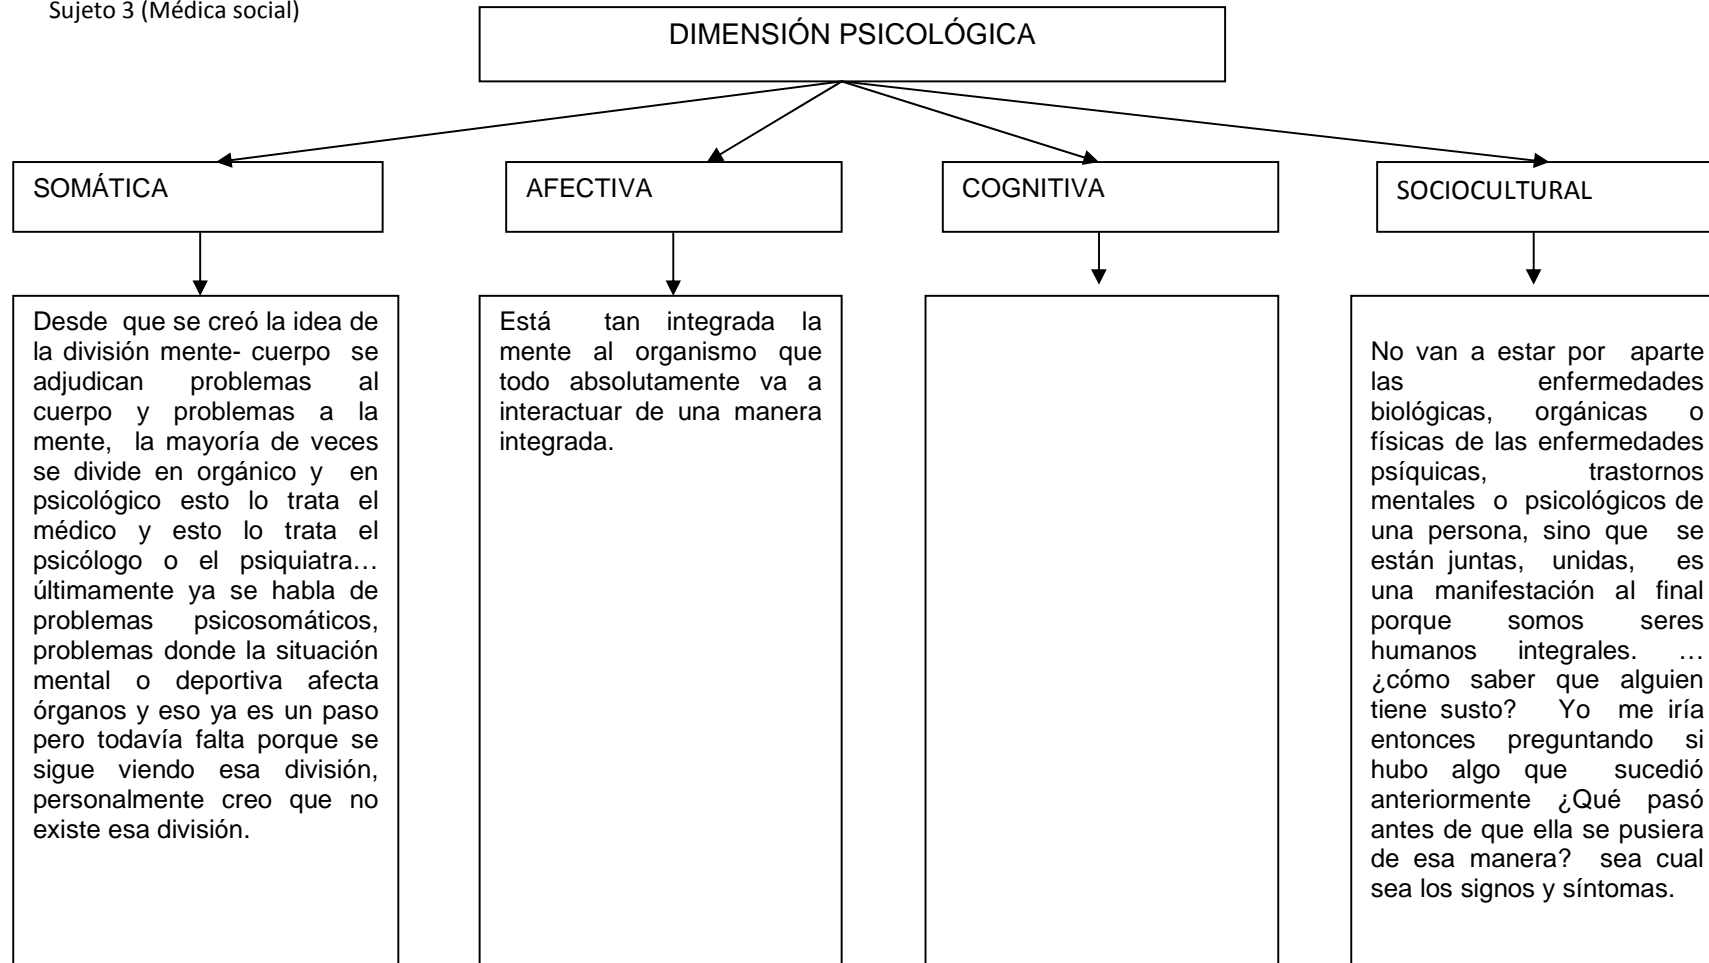 Sujeto 3 (Médica social)
DIMENSIÓN PSICOLÓGICA
SOMÁTICA
AFECTIVA
COGNITIVA
SOCIOCULTURAL
Desde que se creó la idea de
la división mente- cuerpo se
adjudican problemas al
cuerpo y problemas a la
mente, la mayoría de veces
se divide en orgánico y en
psicológico esto lo trata el
médico y esto lo trata el
psicólogo o el psiquiatra…
últimamente ya se habla de
problemas psicosomáticos,
problemas donde la situación
mental o deportiva afecta
órganos y eso ya es un paso
pero todavía falta porque se
sigue viendo esa división,
personalmente creo que no
existe esa división.
Está tan integrada la
mente al organismo que
todo absolutamente va a
interactuar de una manera
integrada.
No van a estar por aparte
las enfermedades
biológicas, orgánicas o
físicas de las enfermedades
psíquicas, trastornos
mentales o psicológicos de
una persona, sino que se
están juntas, unidas, es
una manifestación al final
porque somos seres
humanos integrales. …
¿cómo saber que alguien
tiene susto? Yo me iría
entonces preguntando si
hubo algo que sucedió
anteriormente ¿Qué pasó
antes de que ella se pusiera
de esa manera? sea cual
sea los signos y síntomas.